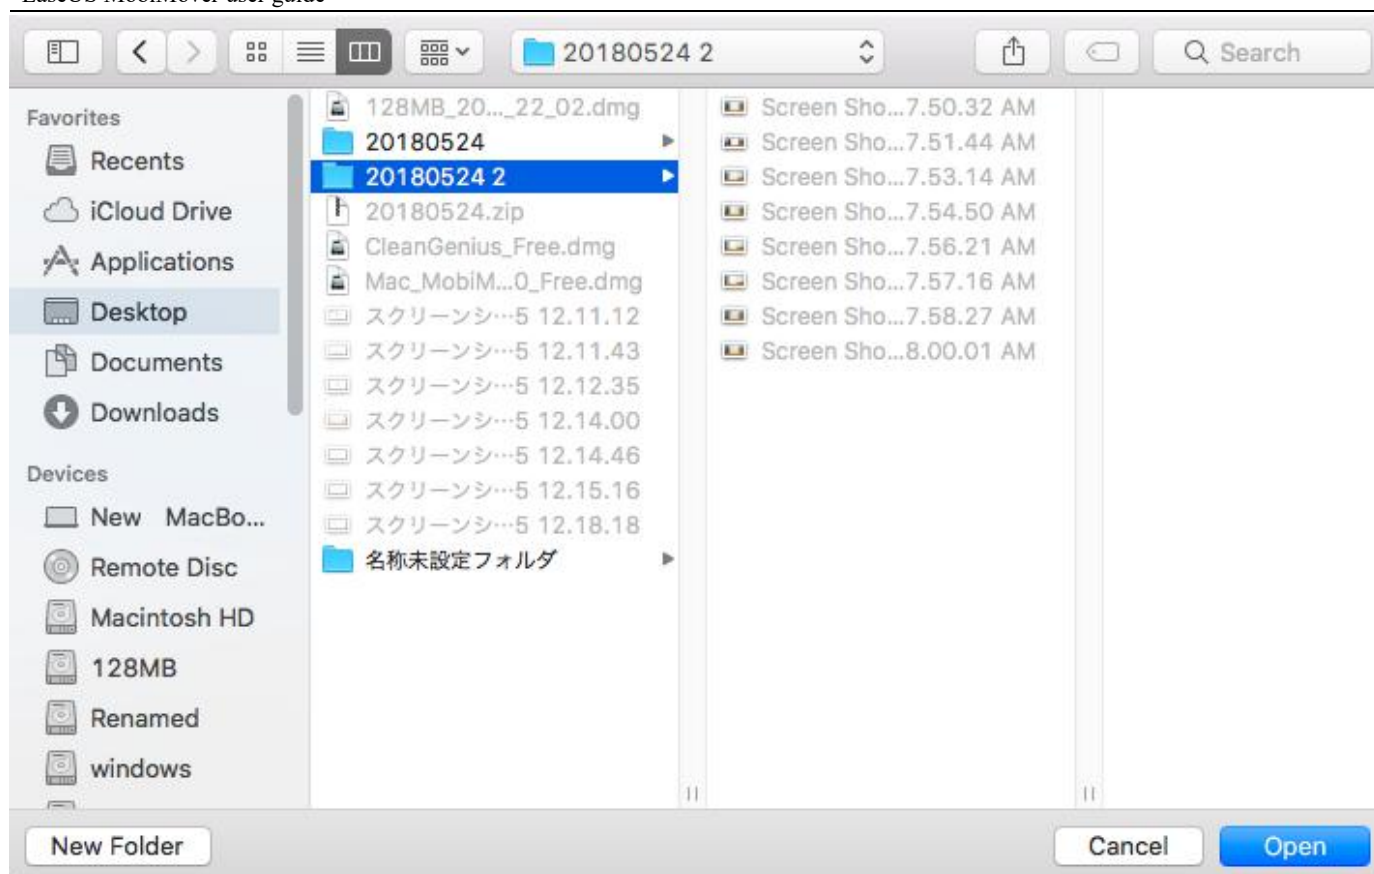 EaseUS MobiMover user guide
20180524 2
Search
Favorites
Recents
iCloud Drive
Applications
Desktop
Documents
Downloads
Devices
New MacBo...
Remote Disc
Macintosh HD
128MB
Renamed
windows
128MB_20..._22_02.dmg
20180524
20180524 2
20180524.zip
CleanGenius_Free.dmg
Mac_MobiM...0_Free.dmg
スクリーンシ…5 12.11.12
スクリーンシ…5 12.11.43
スクリーンシ…5 12.12.35
スクリーンシ…5 12.14.00
スクリーンシ…5 12.14.46
スクリーンシ…5 12.15.16
スクリーンシ…5 12.18.18
名称未設定フォルダ
Screen Sho...7.50.32 AM
Screen Sho...7.51.44 AM
Screen Sho...7.53.14 AM
Screen Sho...7.54.50 AM
Screen Sho...7.56.21 AM
Screen Sho...7.57.16 AM
Screen Sho...7.58.27 AM
Screen Sho...8.00.01 AM
New Folder
Cancel
Open